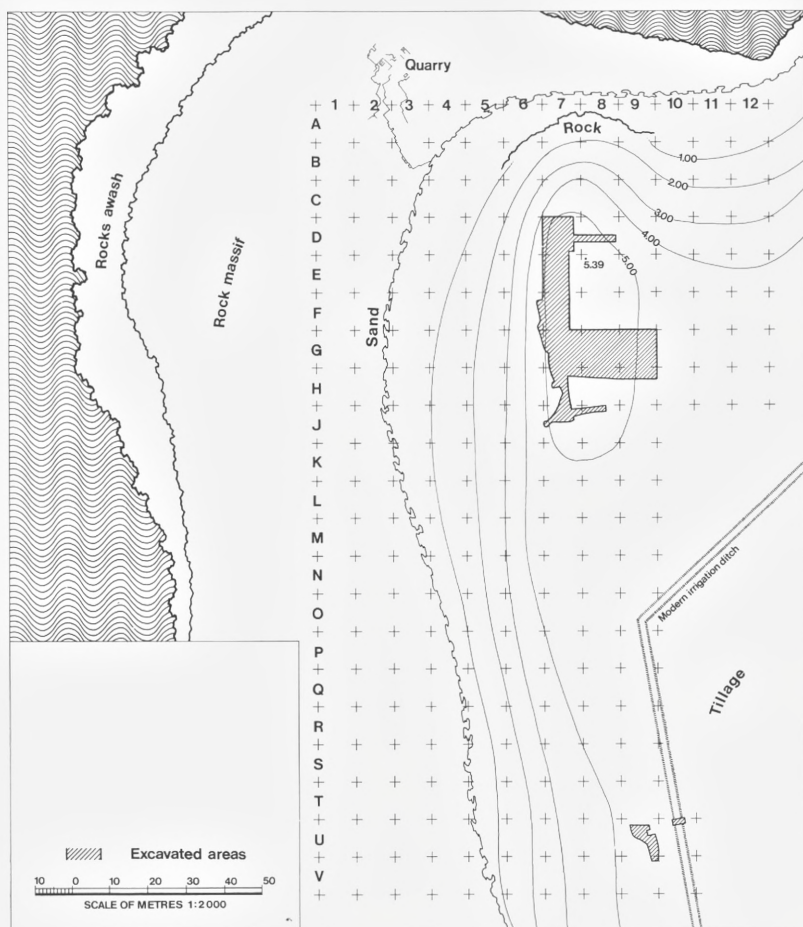 Quarry
1 2 3 4 5 6 7 8 9 10 11 12
A
Rock
1.00
B
2.00
C
3.00
4.00
D
5.00
5.39
E
Rocks awash
Rock massif
Sand
F
G
H
J
K
L
M
N
O
Modern irrigation ditch
P
Q
Tillage
R
S
T
U
V
Excavated areas
10 0 10 20 30 40 50
SCALE OF METRES 1:2000